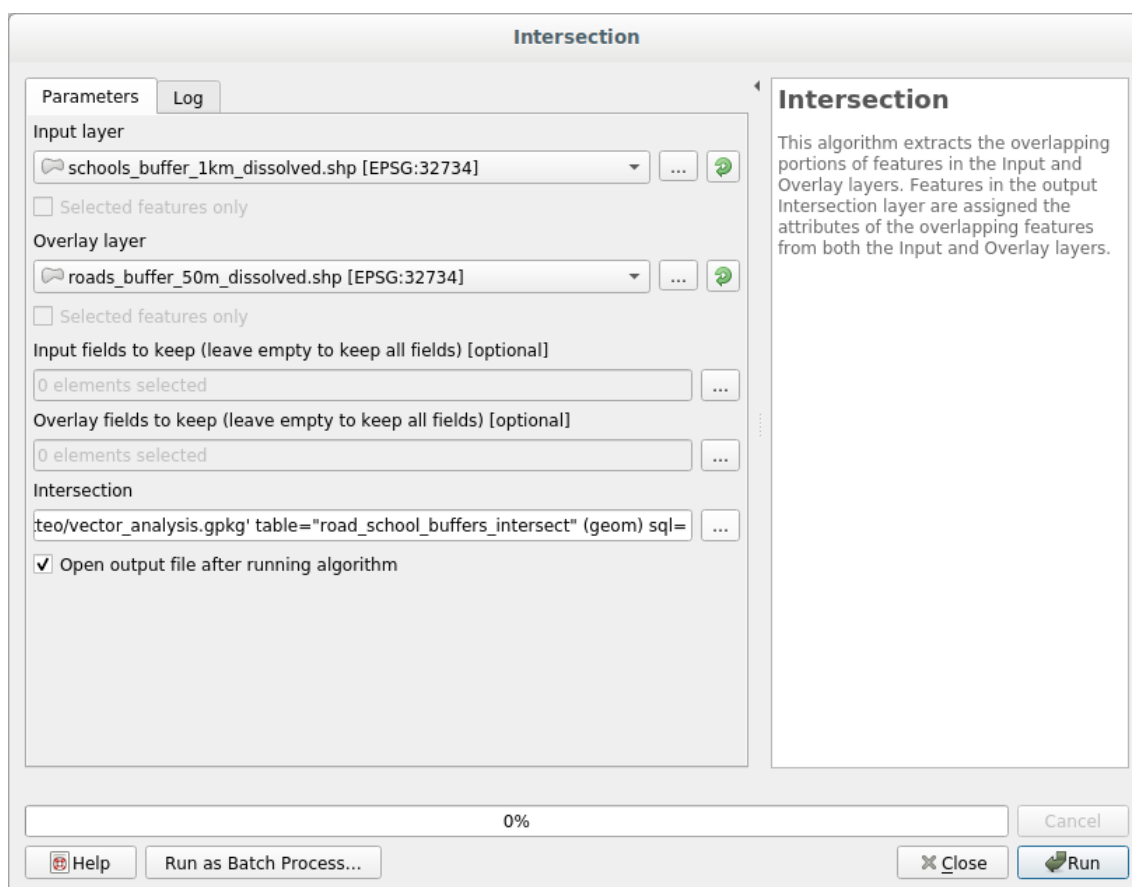 Intersection
Parameters
Log
Input layer
schools_buffer_1km_dissolved.shp [EPSG:32734]
...
Selected features only
Overlay layer
roads_buffer_50m_dissolved.shp [EPSG:32734]
...
Selected features only
Input fields to keep (leave empty to keep all fields) [optional]
0 elements selected
...
Overlay fields to keep (leave empty to keep all fields) [optional]
0 elements selected
...
Intersection
teo/vector_analysis.gpkg' table="road_school_buffers_intersect" (geom) sql=
...
Open output file after running algorithm
Intersection
This algorithm extracts the overlapping
portions of features in the Input and
Overlay layers. Features in the output
Intersection layer are assigned the
attributes of the overlapping features
from both the Input and Overlay layers.
0%
Cancel
Help
Run as Batch Process...
Close
Run